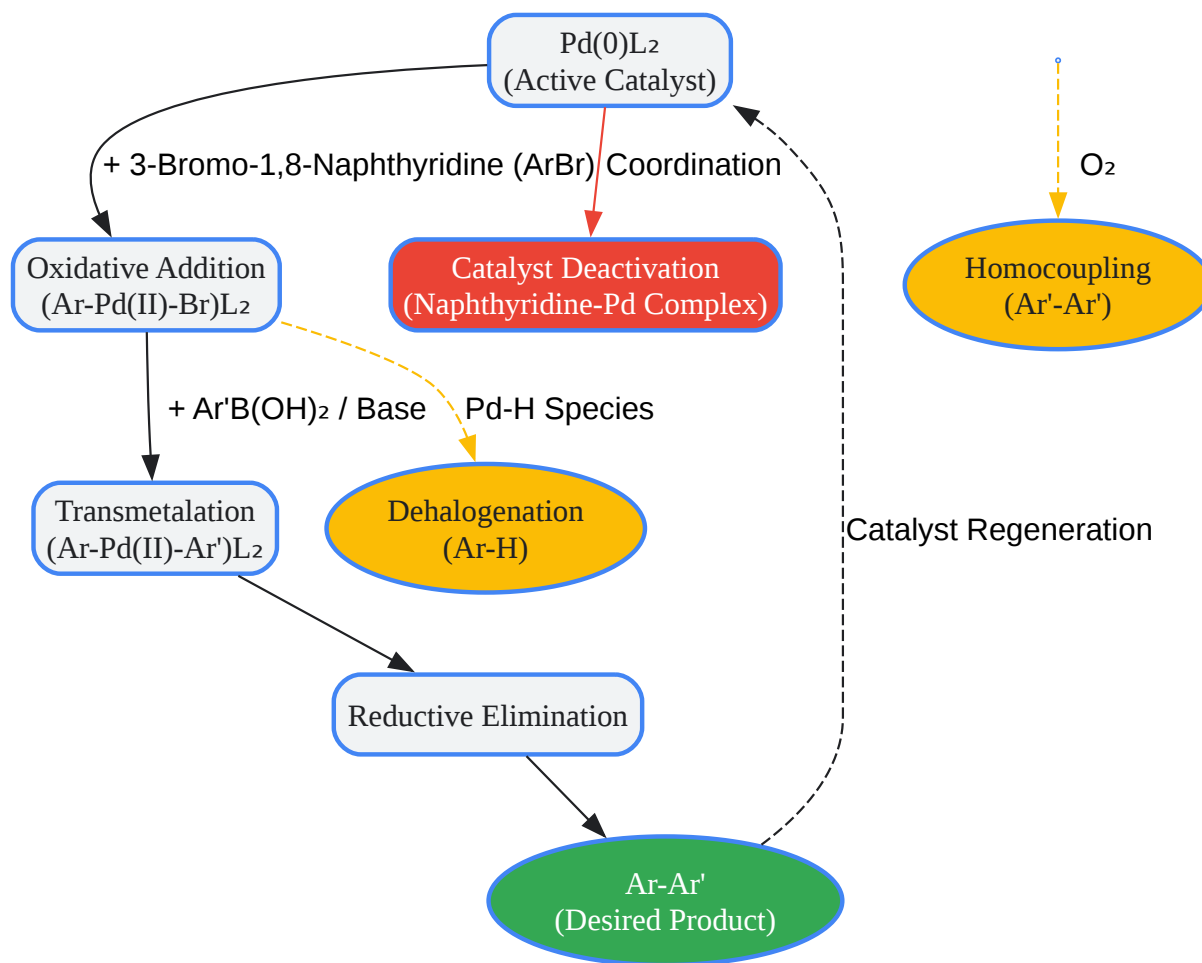 Pd(0)L₂
(Active Catalyst)
+ 3-Bromo-1,8-Naphthyridine (ArBr)
Coordination
O₂
Oxidative Addition
(Ar-Pd(II)-Br)L₂
Catalyst Deactivation
(Naphthyridine-Pd Complex)
Homocoupling
(Ar'-Ar')
+ Ar'B(OH)₂ / Base
Pd-H Species
Transmetalation
(Ar-Pd(II)-Ar')L₂
Dehalogenation
(Ar-H)
Catalyst Regeneration
Reductive Elimination
Ar-Ar'
(Desired Product)